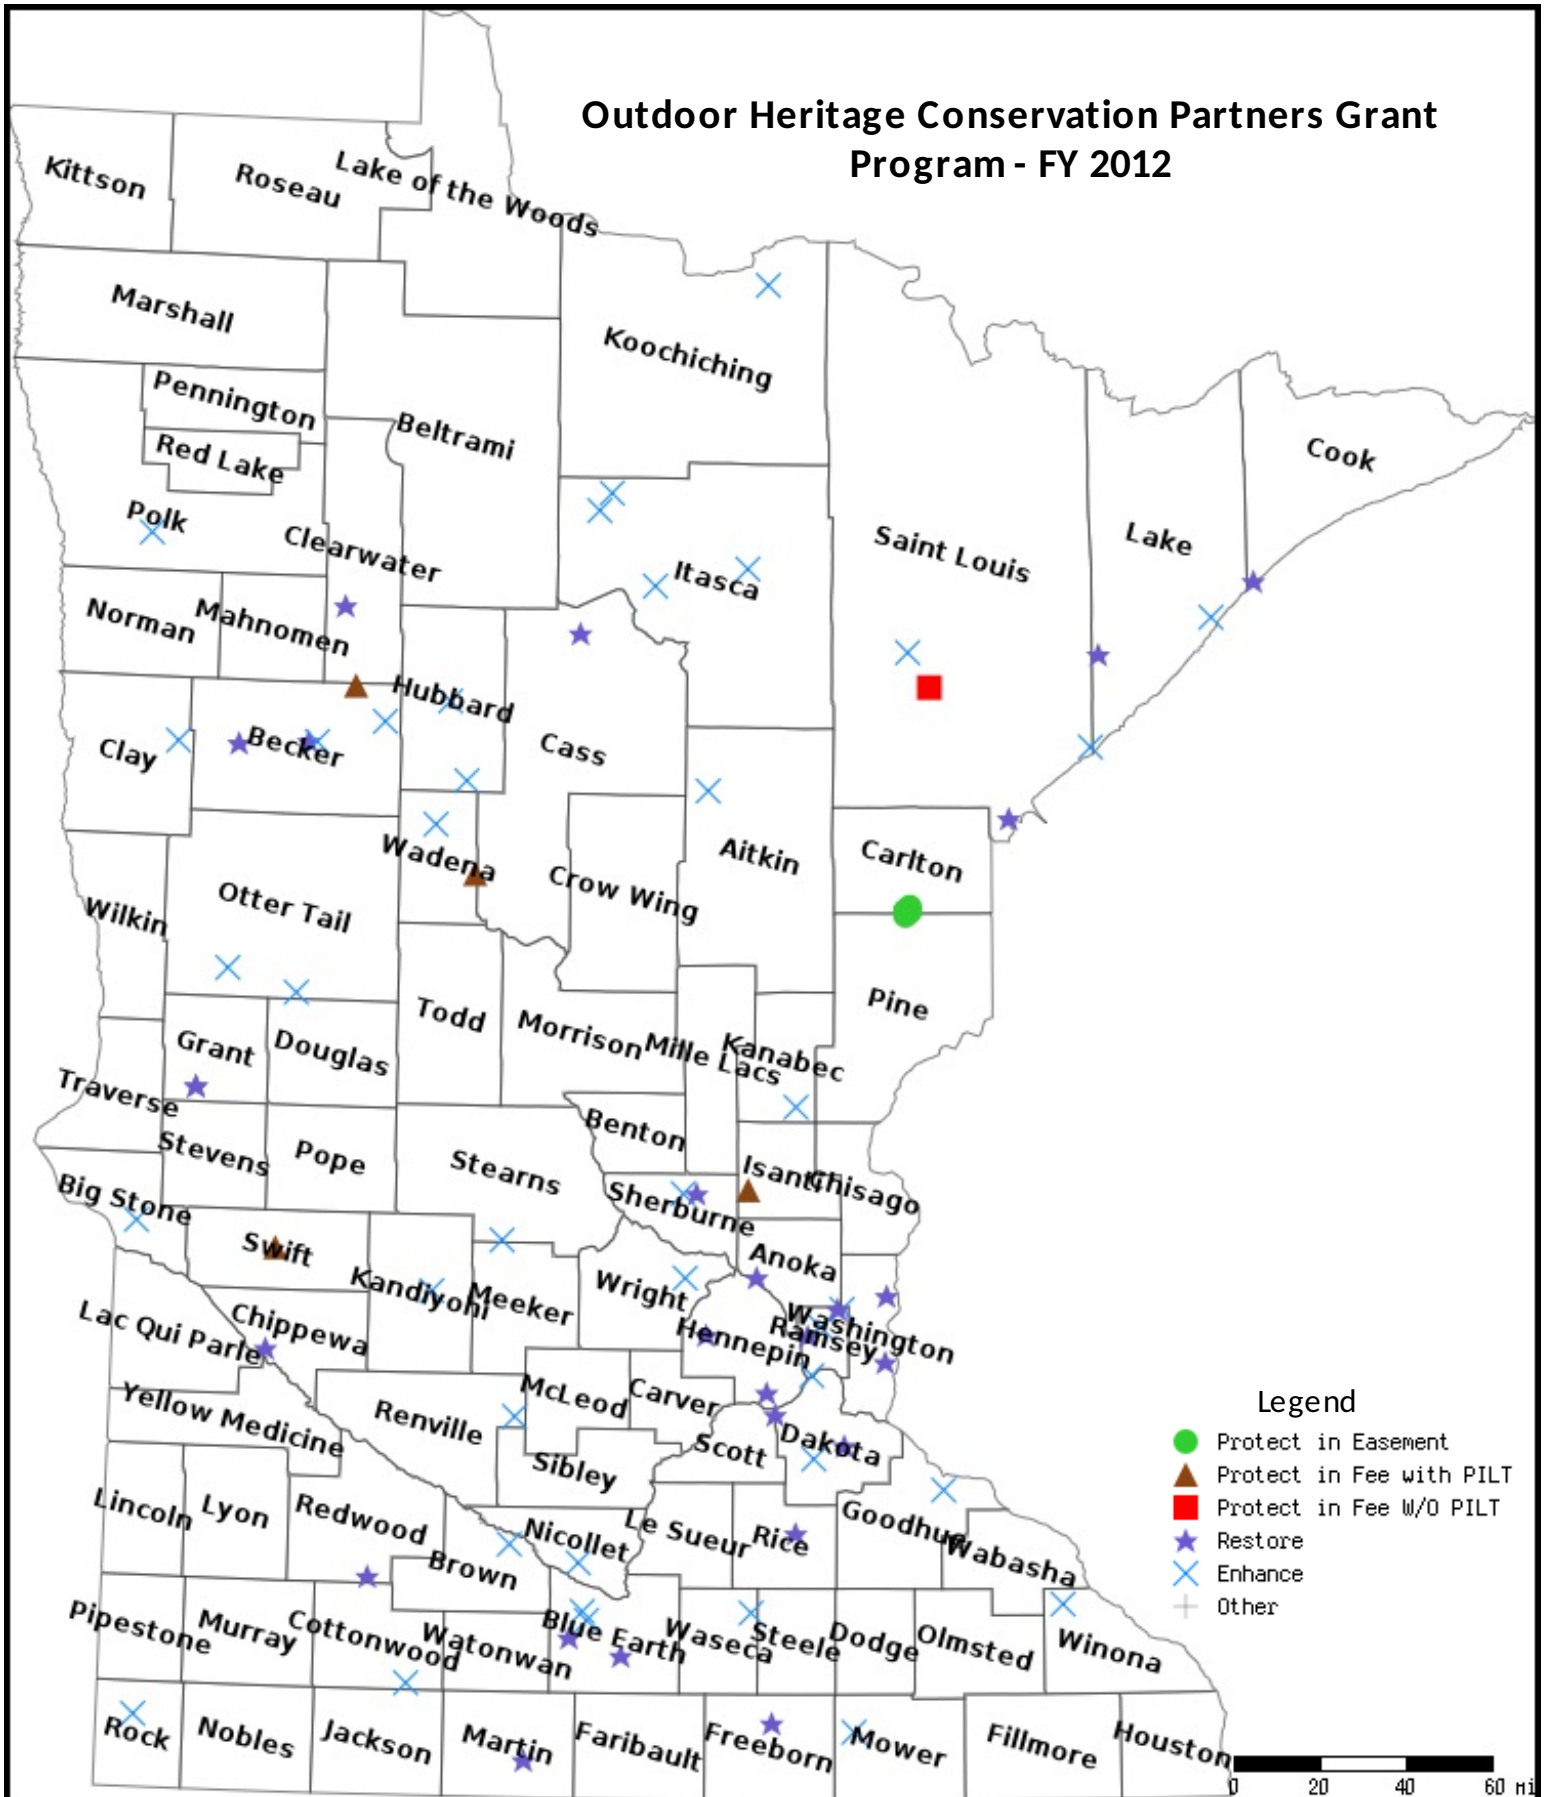 Outdoor Heritage Conservation Partners Grant
Program - FY 2012
Kittson
Roseau
Lake of the Woods
Marshall
Koochiching
Pennington
Beltrami
Red Lake
Cook
Polk
Clearwater
Saint Louis
Lake
Itasca
Norman
Mahnomen
Hubbard
Clay
Becker
Cass
Wadena
Aitkin
Carlton
Otter Tail
Crow Wing
Wilkin
Pine
Todd
Morrison
Mille Lacs
Kanabec
Grant
Douglas
Traverse
Benton
Stevens
Pope
Stearns
Isanti
Chisago
Big Stone
Sherburne
Swift
Anoka
Kandiyohi
Meeker
Wright
Washington
Lac Qui Parle
Chippewa
Hennepin
Ramsey
Yellow Medicine
Renville
McLeod
Carver
Scott
Dakota
Sibley
Lincoln
Lyon
Redwood
Nicollet
Le Sueur
Rice
Goodhue
Wabasha
Brown
Pipestone
Murray
Cottonwood
Watonwan
Blue Earth
Waseca
Steele
Dodge
Olmsted
Winona
Rock
Nobles
Jackson
Martin
Faribault
Freeborn
Mower
Fillmore
Houston
Legend
Protect in Easement
Protect in Fee with PILT
Protect in Fee W/O PILT
Restore
Enhance
Other
0 20 40 60 mi